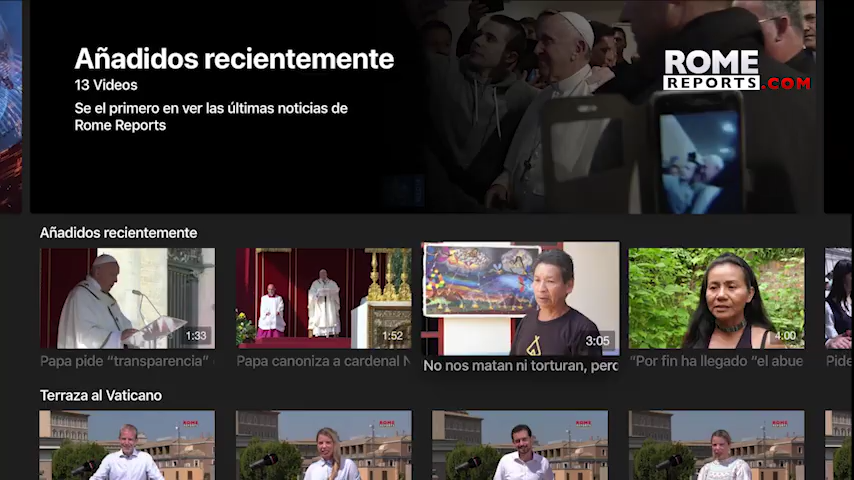 Añadidos recientemente
13 Videos
Se el primero en ver las últimas noticias de
Rome Reports
ROME
REPORTS.COM
Añadidos recientemente
1:33
1:52
3:05
4:00
Papa pide “transparencia”
Papa canoniza a cardenal N
No nos matan ni torturan, perc
“Por fin ha llegado “el abue
Pide
Terraza al Vaticano